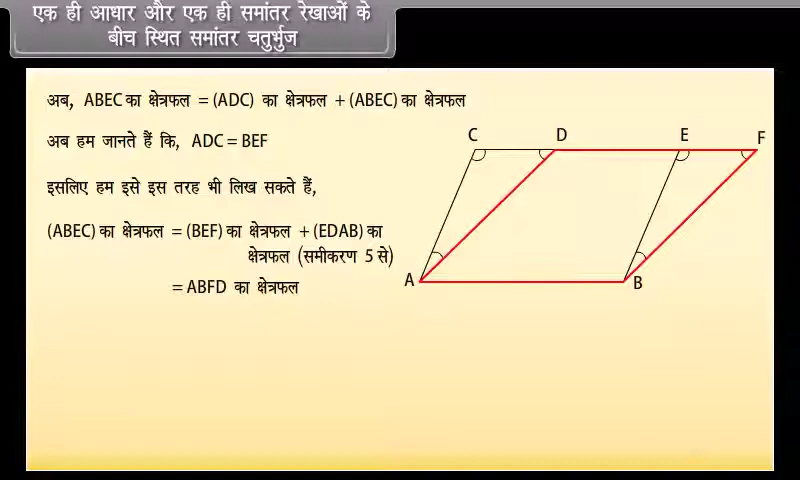 एक ही आधार और एक ही समांतर रेखाओं के
बीच स्थित समांतर चतुर्भुज
अब, ABEC का क्षेत्रफल = (ADC) का क्षेत्रफल + (ABEC) का क्षेत्रफल
अब हम जानते हैं कि, ADC = BEF
इसलिए हम इसे इस तरह भी लिख सकते हैं,
(ABEC) का क्षेत्रफल = (BEF) का क्षेत्रफल + (EDAB) का
क्षेत्रफल (समीकरण 5 से)
= ABFD का क्षेत्रफल
C D E F
A B